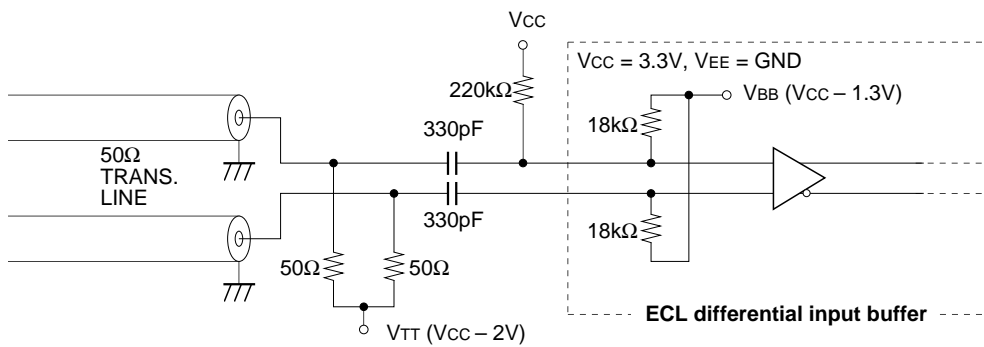 VCC
VCC = 3.3V, VEE = GND
220kΩ
VBB (VCC – 1.3V)
18kΩ
330pF
50Ω
TRANS.
LINE
330pF
18kΩ
50Ω
50Ω
VTT (VCC – 2V)
ECL differential input buffer